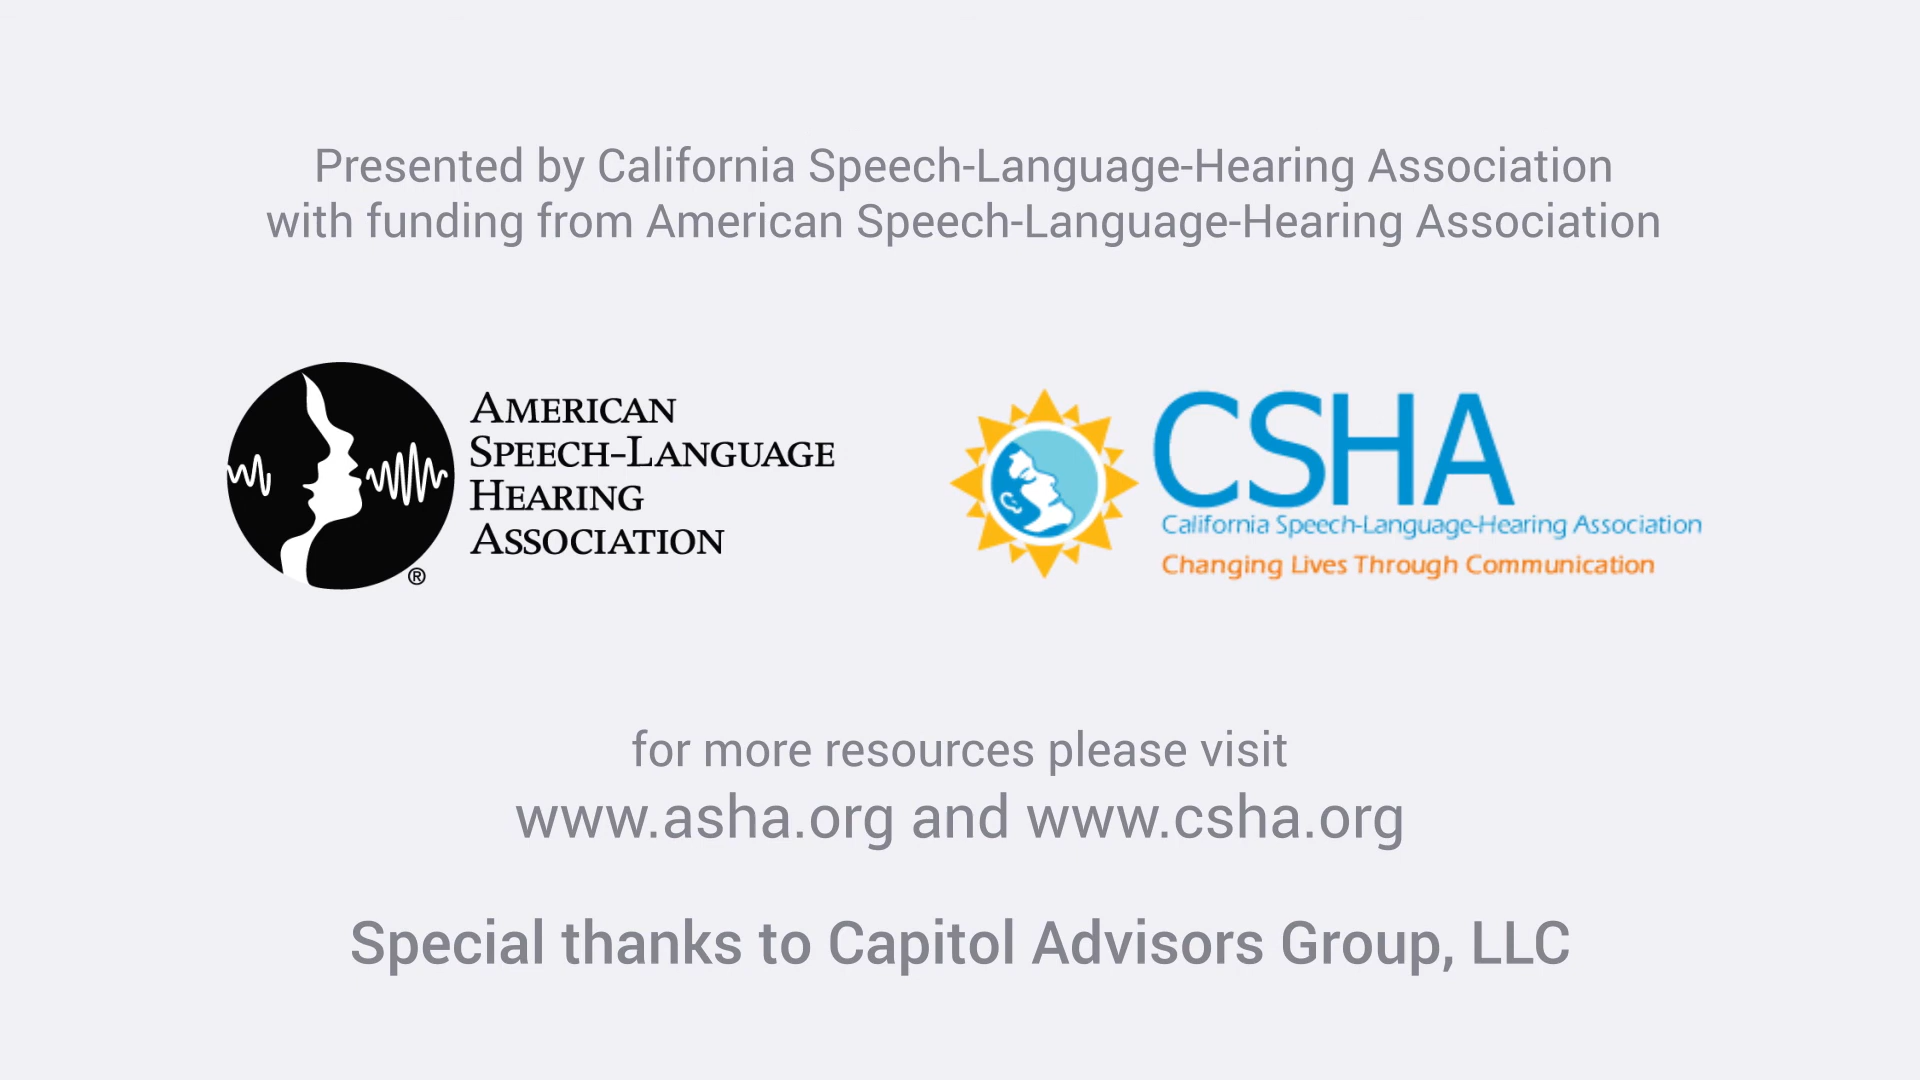 Presented by California Speech-Language-Hearing Association
with funding from American Speech-Language-Hearing Association
AMERICAN
SPEECH-LANGUAGE
HEARING
ASSOCIATION
®
CSHA
California Speech-Language-Hearing Association
Changing Lives Through Communication
for more resources please visit
www.asha.org and www.csha.org
Special thanks to Capitol Advisors Group, LLC